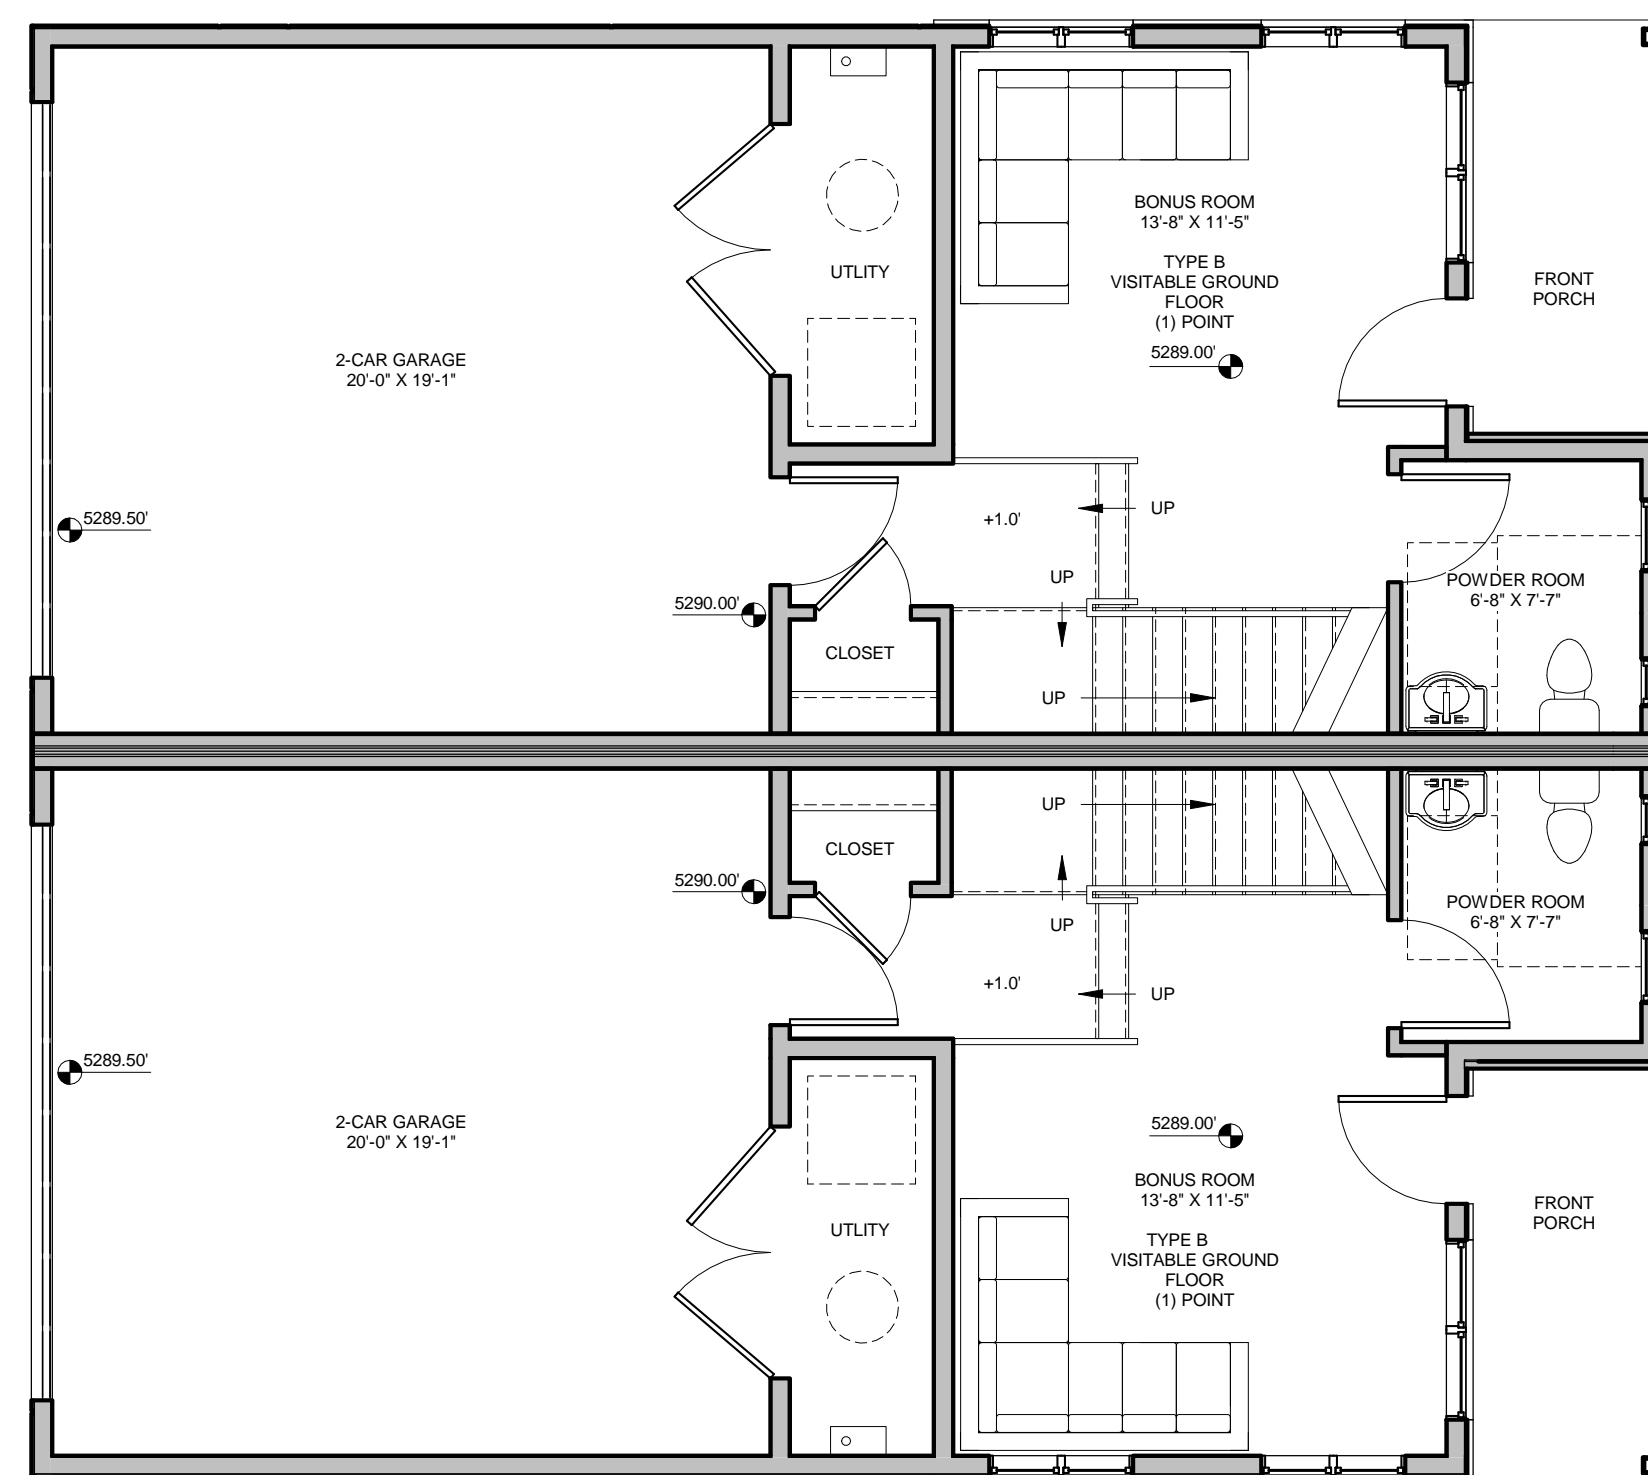 BONUS ROOM
13'-8" X 11'-5"
TYPE B
VISITABLE GROUND
FLOOR
(1) POINT
5289.00'
UTLITY
FRONT
PORCH
2-CAR GARAGE
20'-0" X 19'-1"
5289.50'
+1.0'
UP
UP
POWDER ROOM
6'-8" X 7'-7"
5290.00'
CLOSET
UP
UP
CLOSET
5290.00'
POWDER ROOM
6'-8" X 7'-7"
UP
+1.0'
UP
5289.50'
2-CAR GARAGE
20'-0" X 19'-1"
5289.00'
BONUS ROOM
13'-8" X 11'-5"
TYPE B
VISITABLE GROUND
FLOOR
(1) POINT
UTLITY
FRONT
PORCH